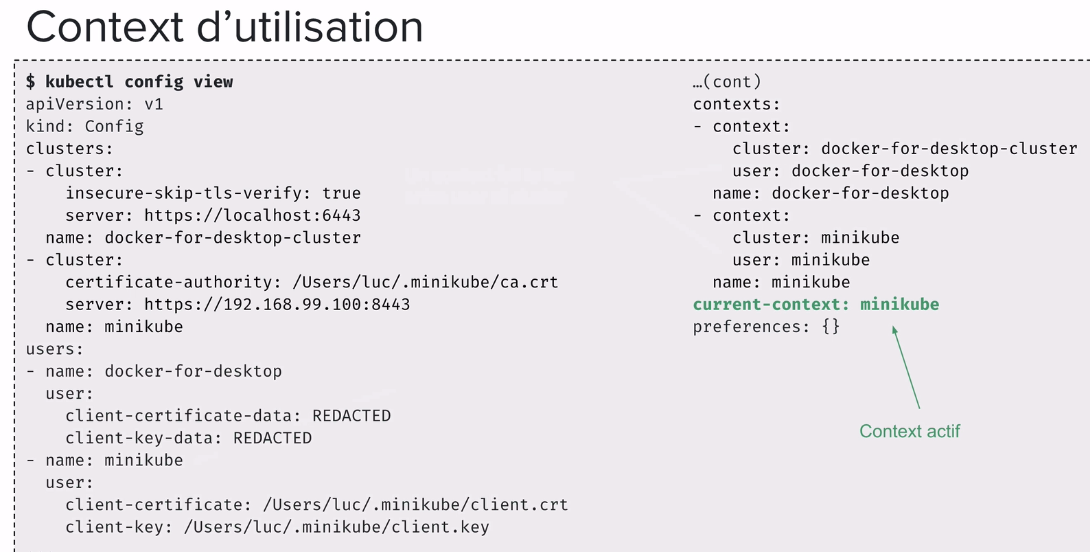 Context d'utilisation
$ kubectl config view
apiVersion: v1
kind: Config
clusters:
- cluster:
    insecure-skip-tls-verify: true
    server: https://localhost:6443
  name: docker-for-desktop-cluster
- cluster:
    certificate-authority: /Users/luc/.minikube/ca.crt
    server: https://192.168.99.100:8443
  name: minikube
users:
- name: docker-for-desktop
  user:
    client-certificate-data: REDACTED
    client-key-data: REDACTED
- name: minikube
  user:
    client-certificate: /Users/luc/.minikube/client.crt
    client-key: /Users/luc/.minikube/client.key
…(cont)
contexts:
- context:
    cluster: docker-for-desktop-cluster
    user: docker-for-desktop
  name: docker-for-desktop
- context:
    cluster: minikube
    user: minikube
  name: minikube
current-context: minikube
preferences: {}
Context actif